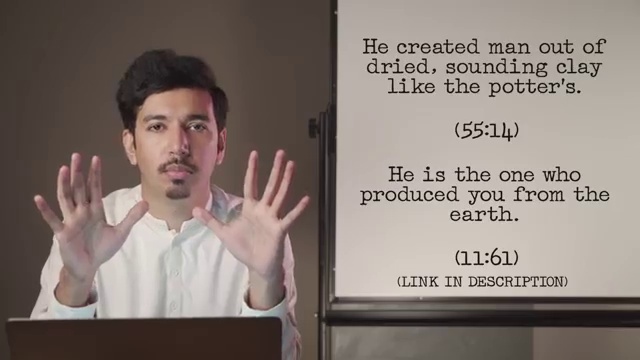 He created man out of
dried, sounding clay
like the potter's.
(55:14)
He is the one who
produced you from the
earth.
(11:61)
(LINK IN DESCRIPTION)